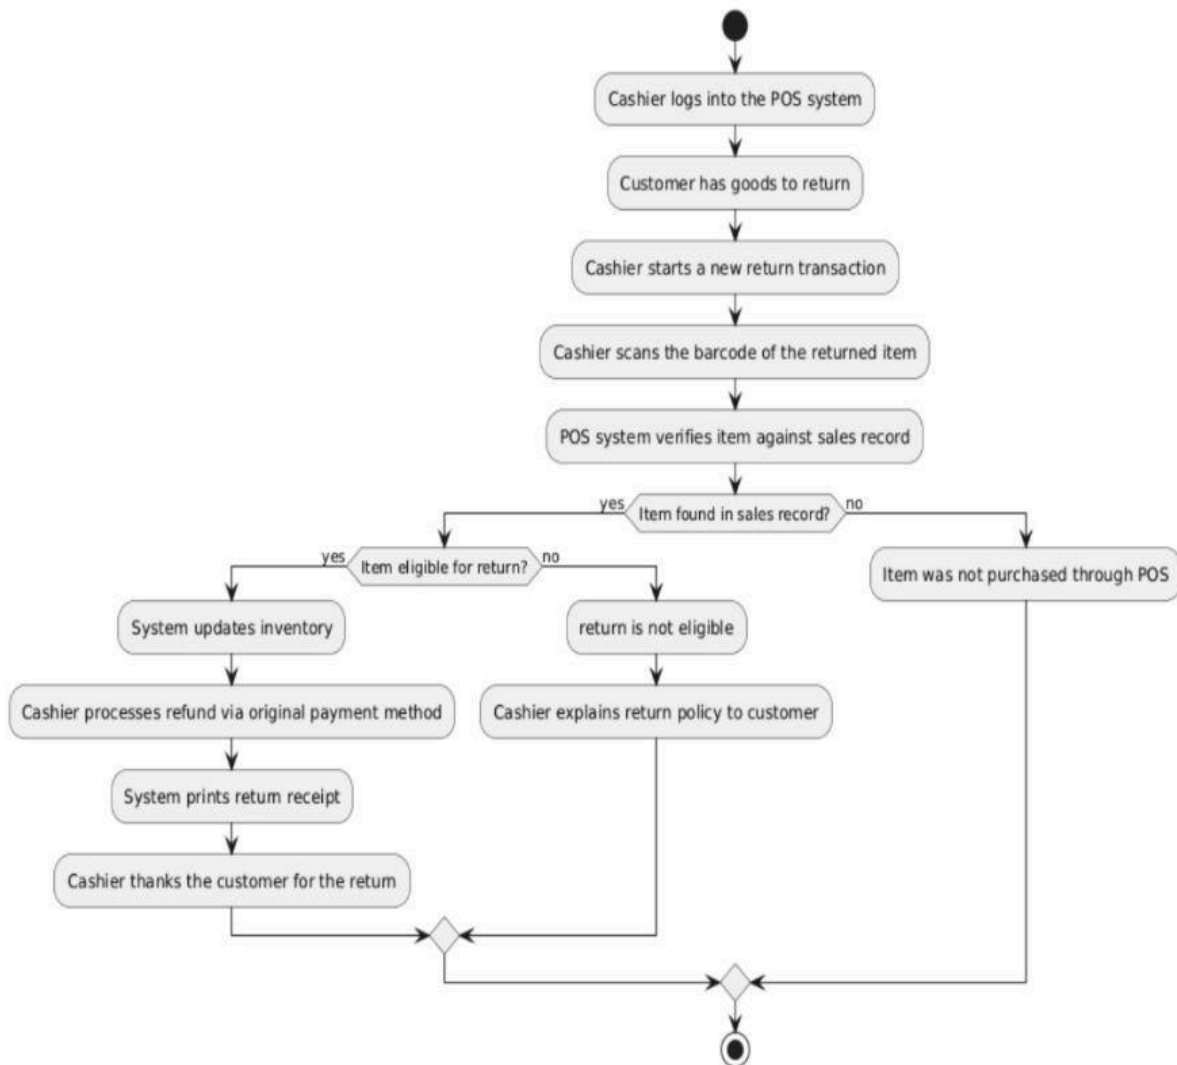 Cashier logs into the POS system
Customer has goods to return
Cashier starts a new return transaction
Cashier scans the barcode of the returned item
POS system verifies item against sales record
yes
Item found in sales record?
no
yes
Item eligible for return?
no
Item was not purchased through POS
System updates inventory
return is not eligible
Cashier processes refund via original payment method
Cashier explains return policy to customer
System prints return receipt
Cashier thanks the customer for the return